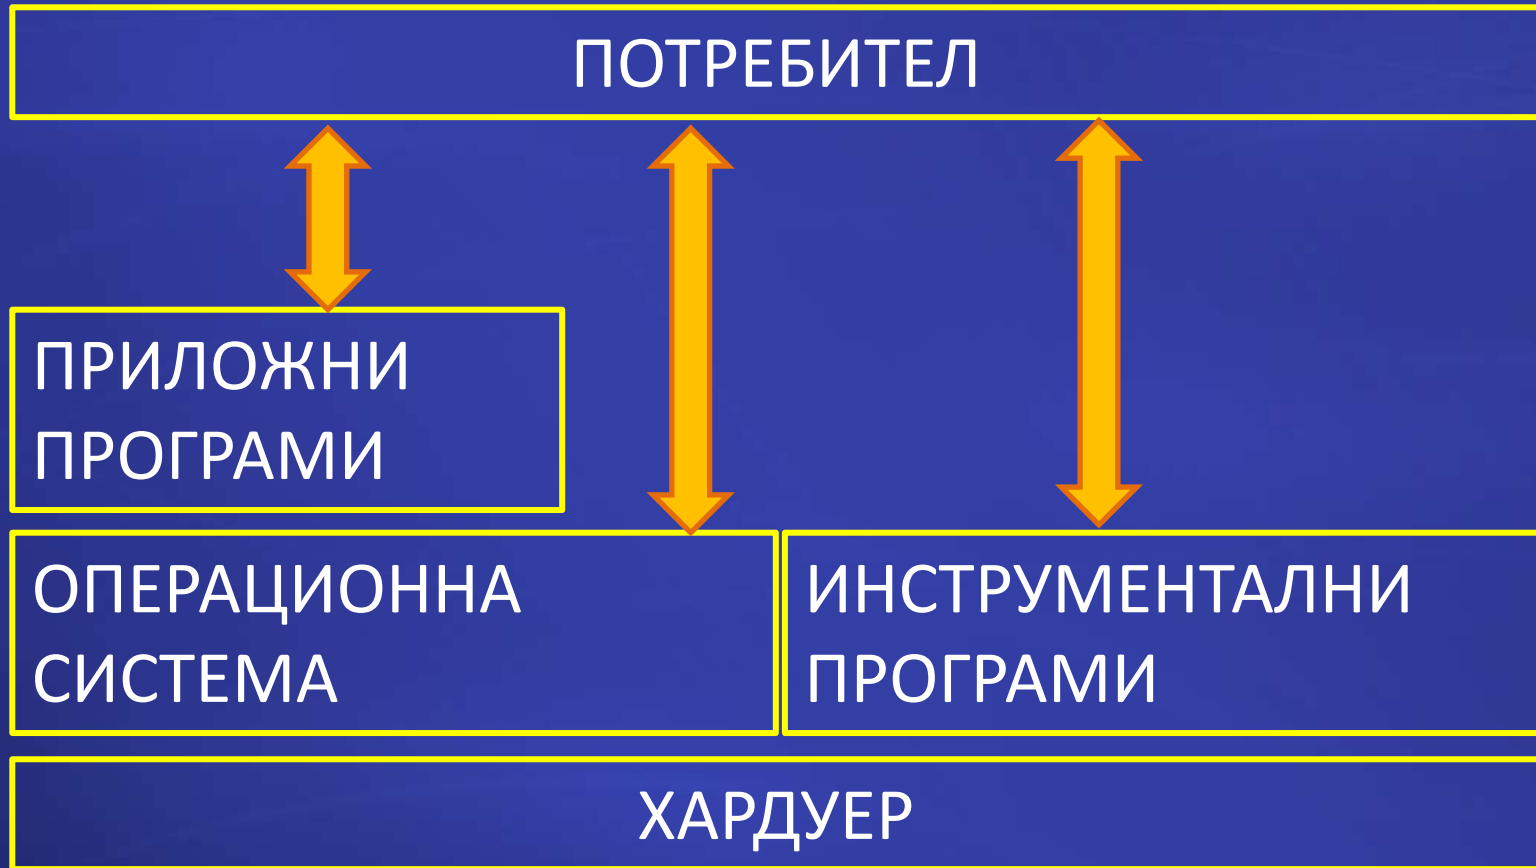 ПОТРЕБИТЕЛ
ПРИЛОЖНИ
ПРОГРАМИ
ОПЕРАЦИОННА
СИСТЕМА
ИНСТРУМЕНТАЛНИ
ПРОГРАМИ
ХАРДУЕР